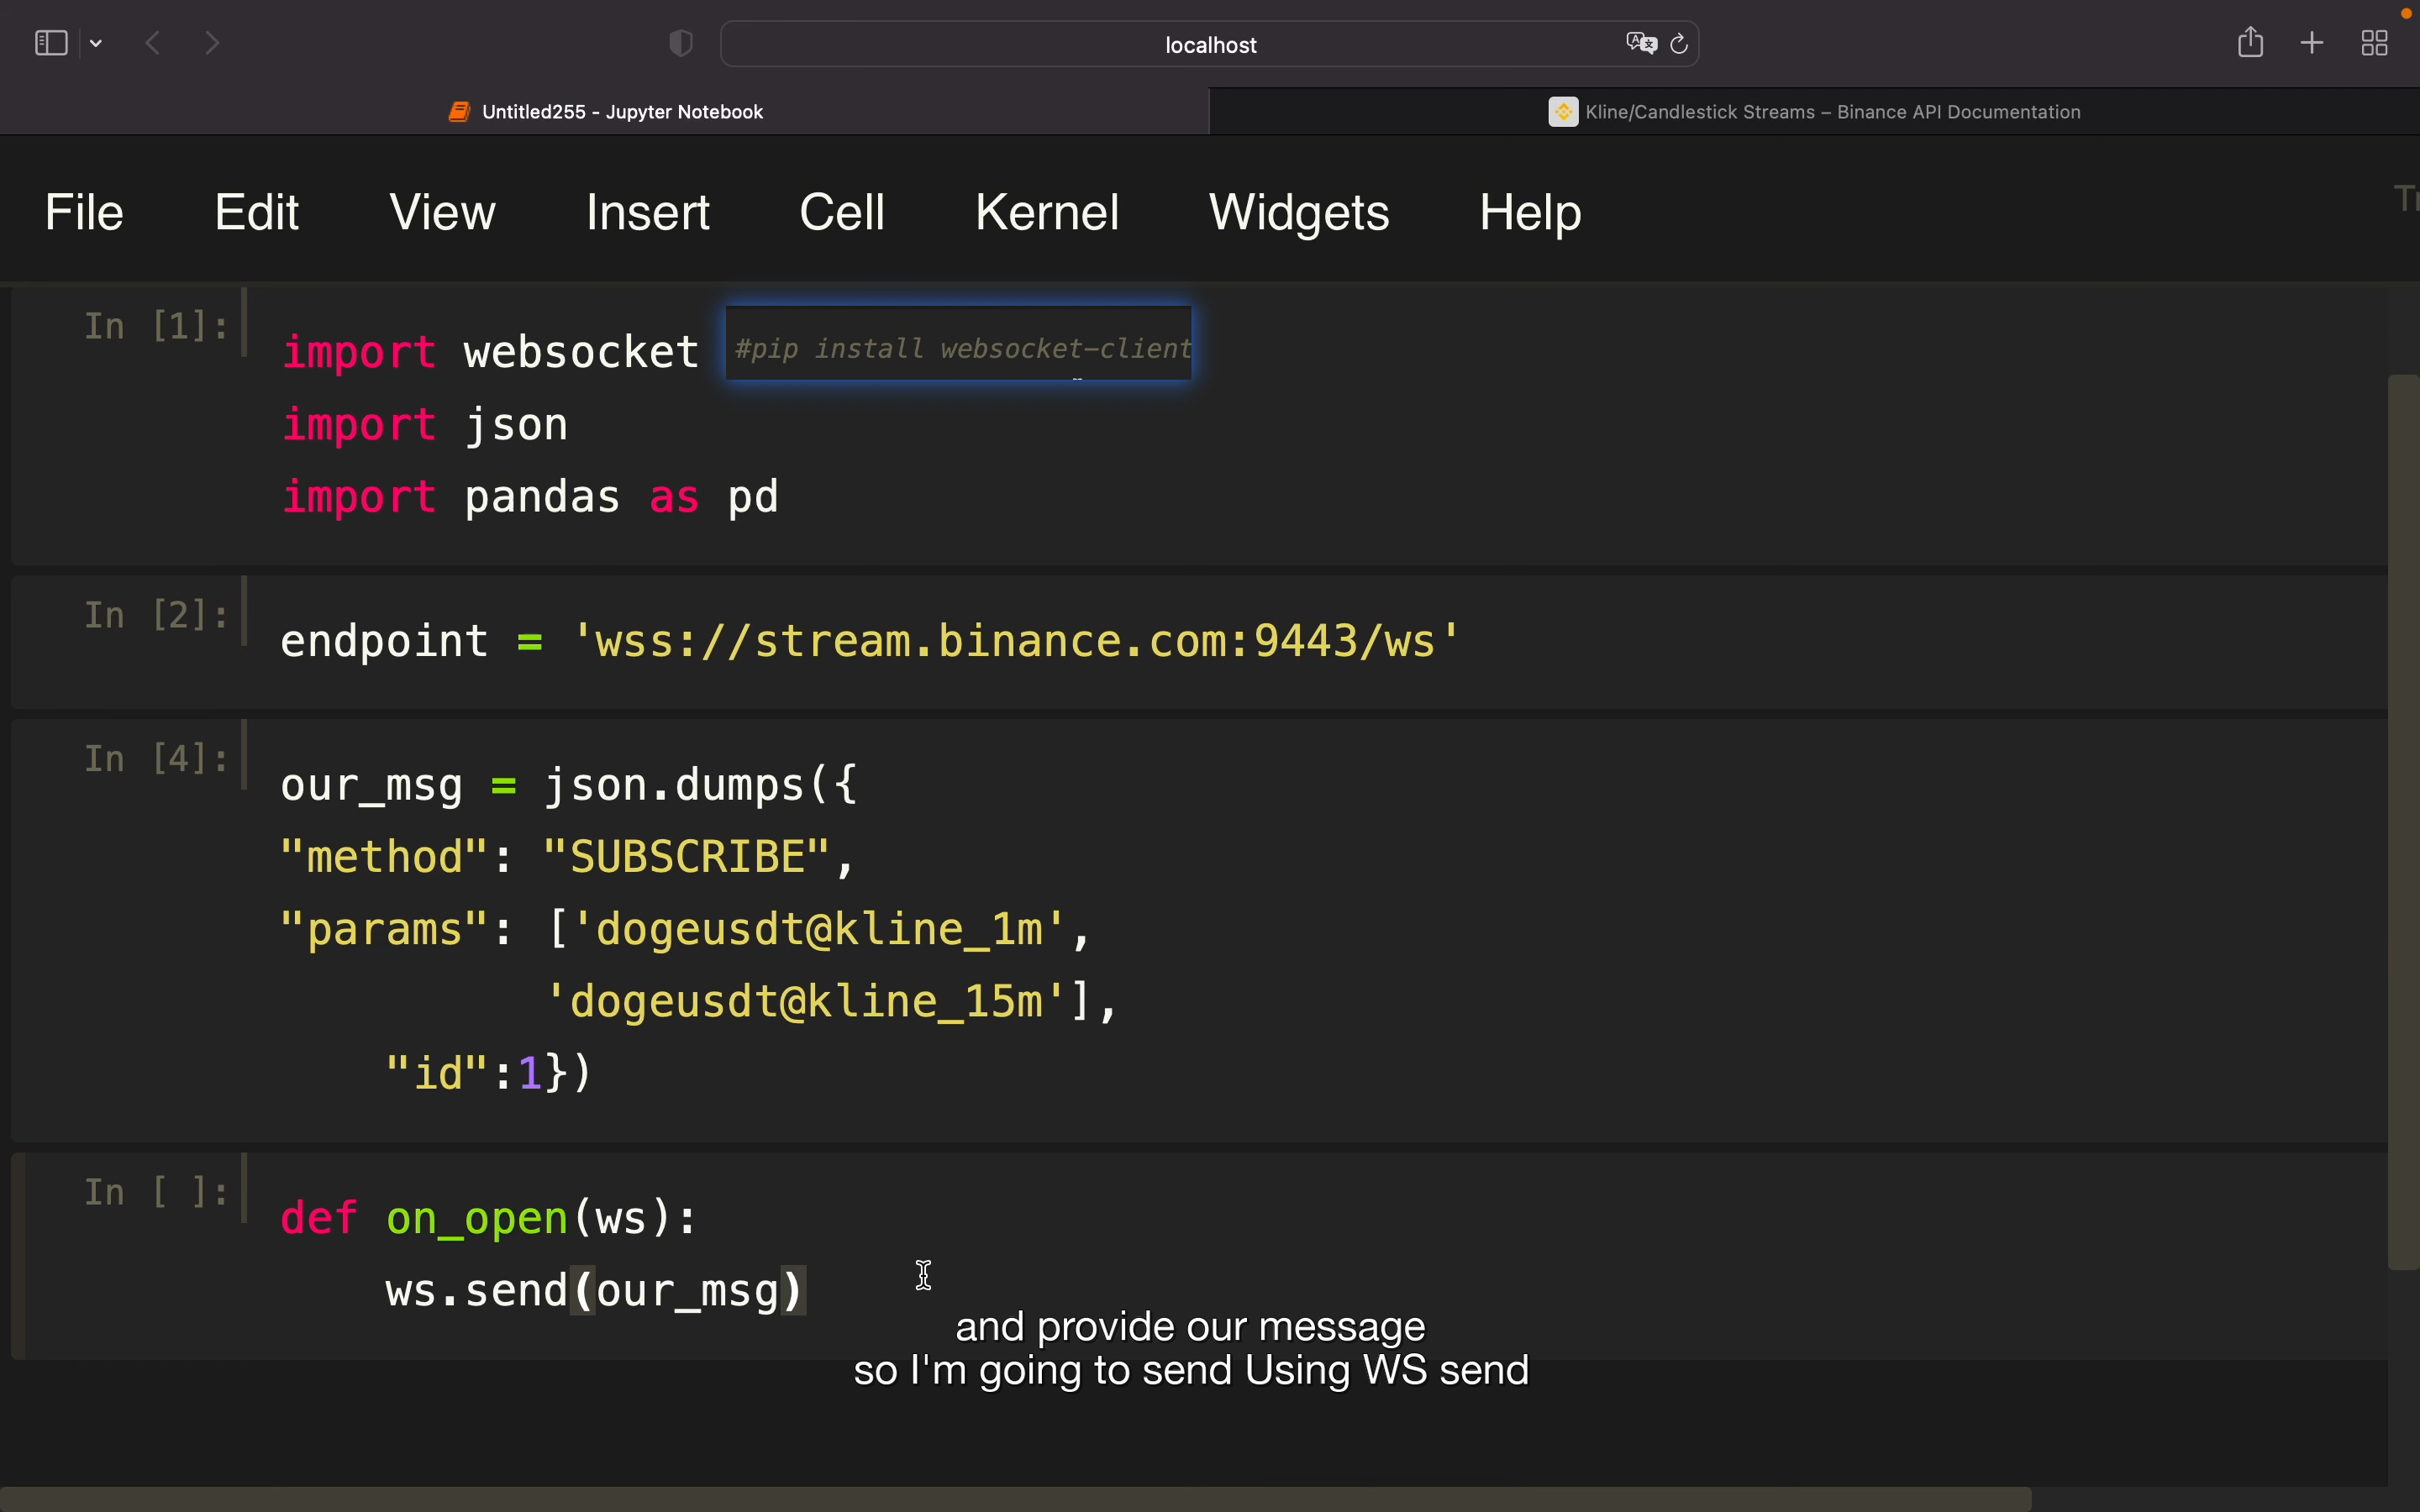 localhost
Untitled255 - Jupyter Notebook
Kline/Candlestick Streams – Binance API Documentation
File Edit View Insert Cell Kernel Widgets Help
In [1]:
import websocket #pip install websocket-client
import json
import pandas as pd
In [2]:
endpoint = 'wss://stream.binance.com:9443/ws'
In [4]:
our_msg = json.dumps({
"method": "SUBSCRIBE",
"params": ['dogeusdt@kline_1m',
'dogeusdt@kline_15m'],
"id":1})
In [ ]:
def on_open(ws):
ws.send(our_msg)
and provide our message
so I'm going to send Using WS send